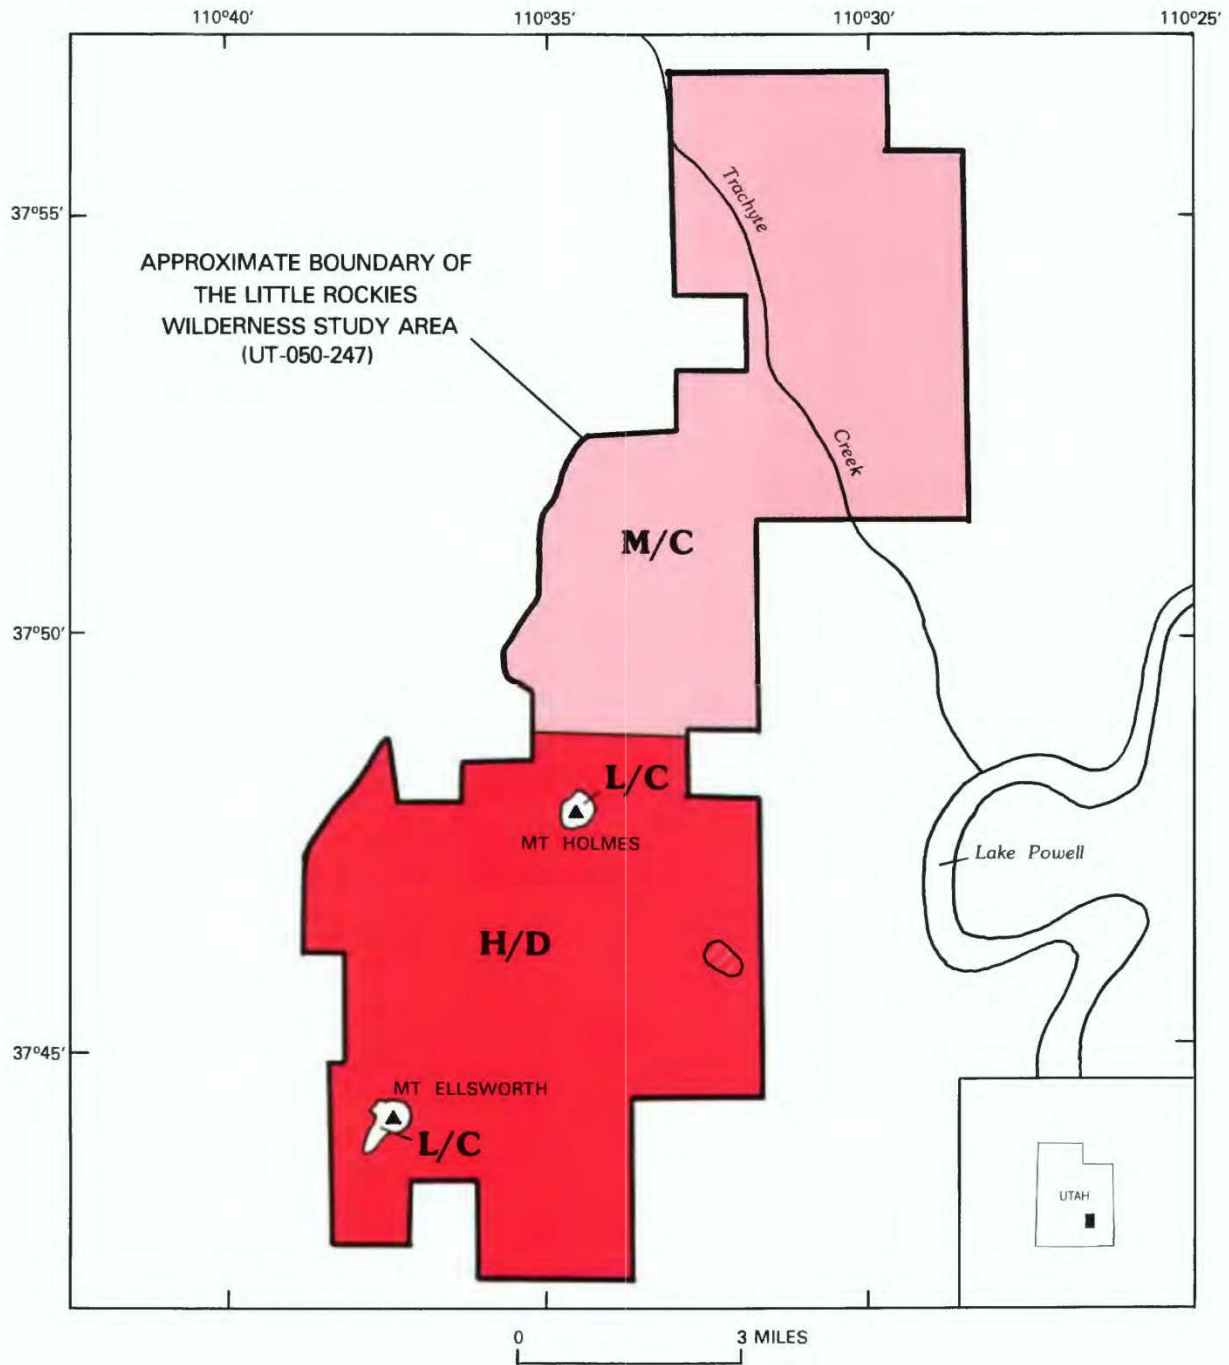 110°40′ 110°35′ 110°30′ 110°25′
37°55′
Trachyte
APPROXIMATE BOUNDARY OF
THE LITTLE ROCKIES
WILDERNESS STUDY AREA
(UT-050-247)
Creek
M/C
37°50′
L/C
MT HOLMES
Lake Powell
H/D
37°45′
MT ELLSWORTH
L/C
UTAH
0 3 MILES